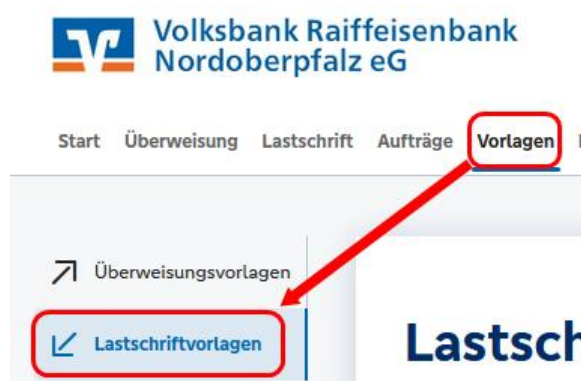 Volksbank Raiffeisenbank
Nordoberpfalz eG
Start Überweisung Lastschrift Aufträge Vorlagen
Überweisungsvorlagen
Lastschriftvorlagen
Lastsch